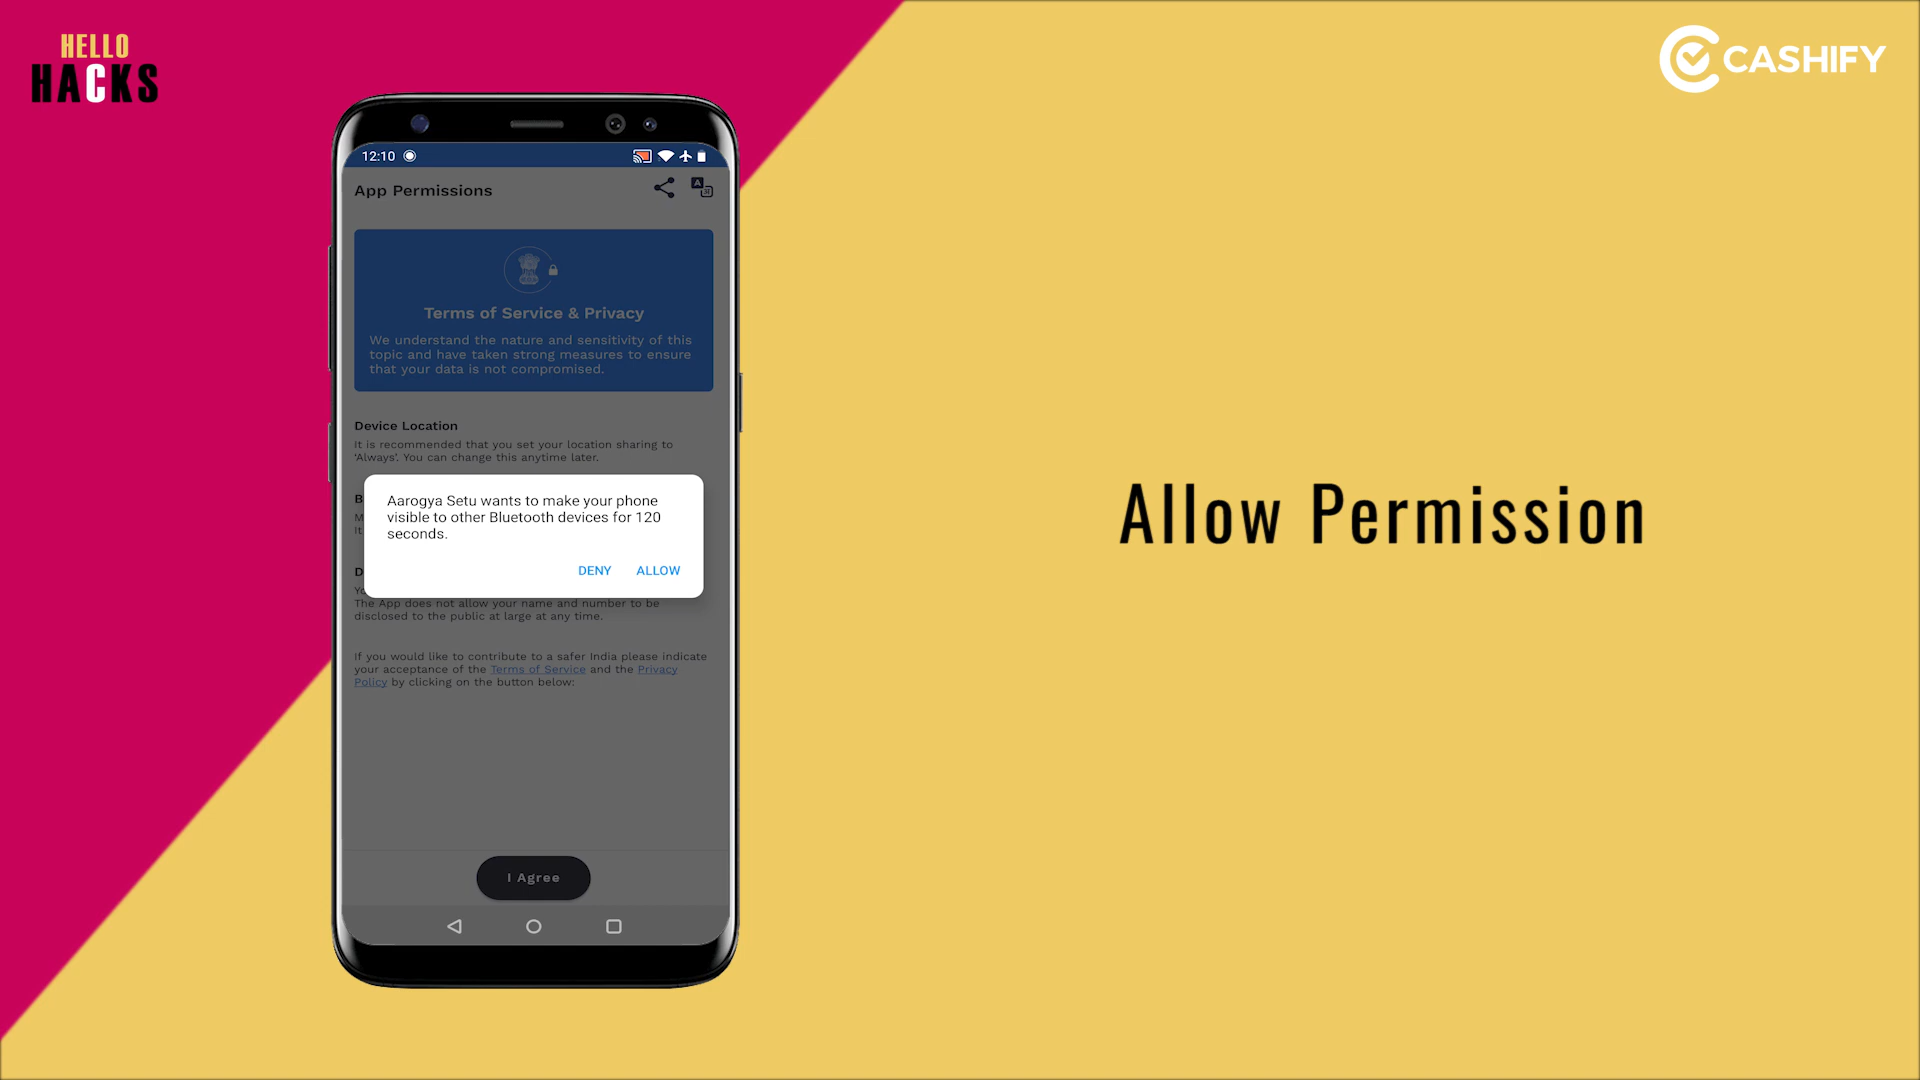 HELLO
HACKS
CASHIFY
12:10
App Permissions
Terms of Service & Privacy
We understand the nature and sensitivity of this
topic and have taken strong measures to ensure
that your data is not compromised.
Device Location
It is recommended that you set your location sharing to
‘Always’. You can change this anytime later.
Aarogya Setu wants to make your phone
visible to other Bluetooth devices for 120
seconds.
DENY ALLOW
The App does not allow your name and number to be
disclosed to the public at large at any time.
If you would like to contribute to a safer India please indicate
your acceptance of the Terms of Service and the Privacy
Policy by clicking on the button below:
I Agree
Allow Permission